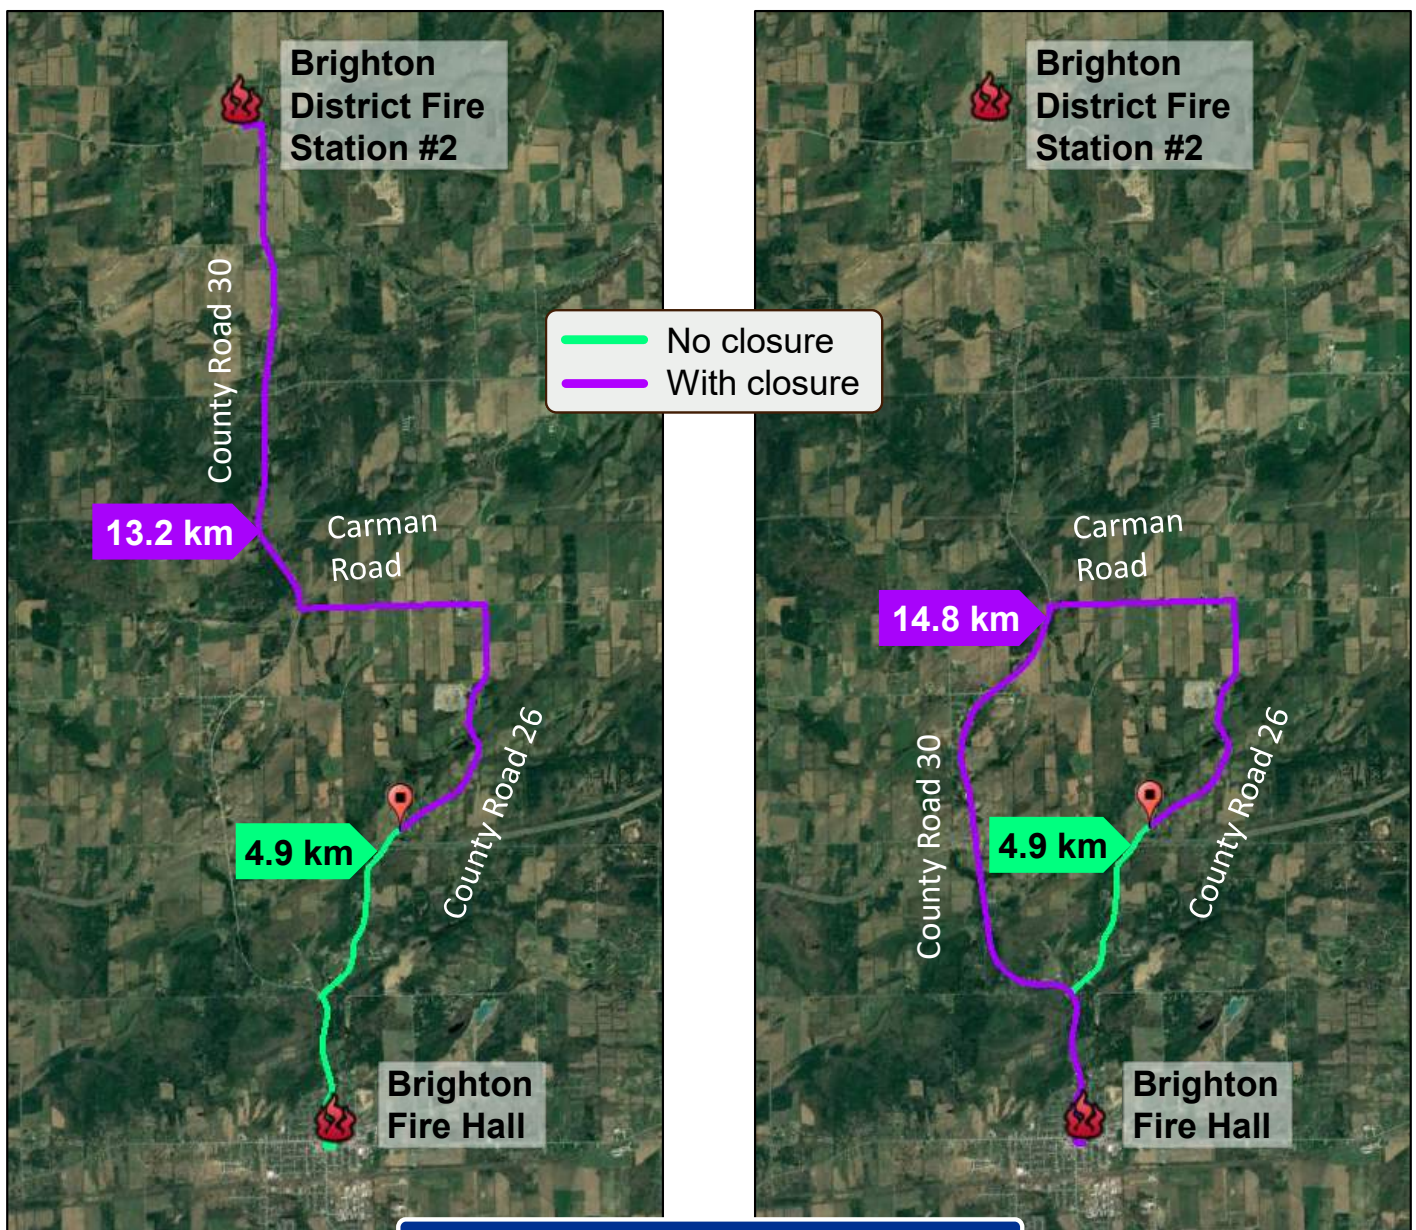 Brighton
District Fire
Station #2
County Road 30
13.2 km
Carman
Road
4.9 km
County Road 26
Brighton
Fire Hall
No closure
With closure
Brighton
District Fire
Station #2
Carman
Road
14.8 km
County Road 30
4.9 km
County Road 26
Brighton
Fire Hall